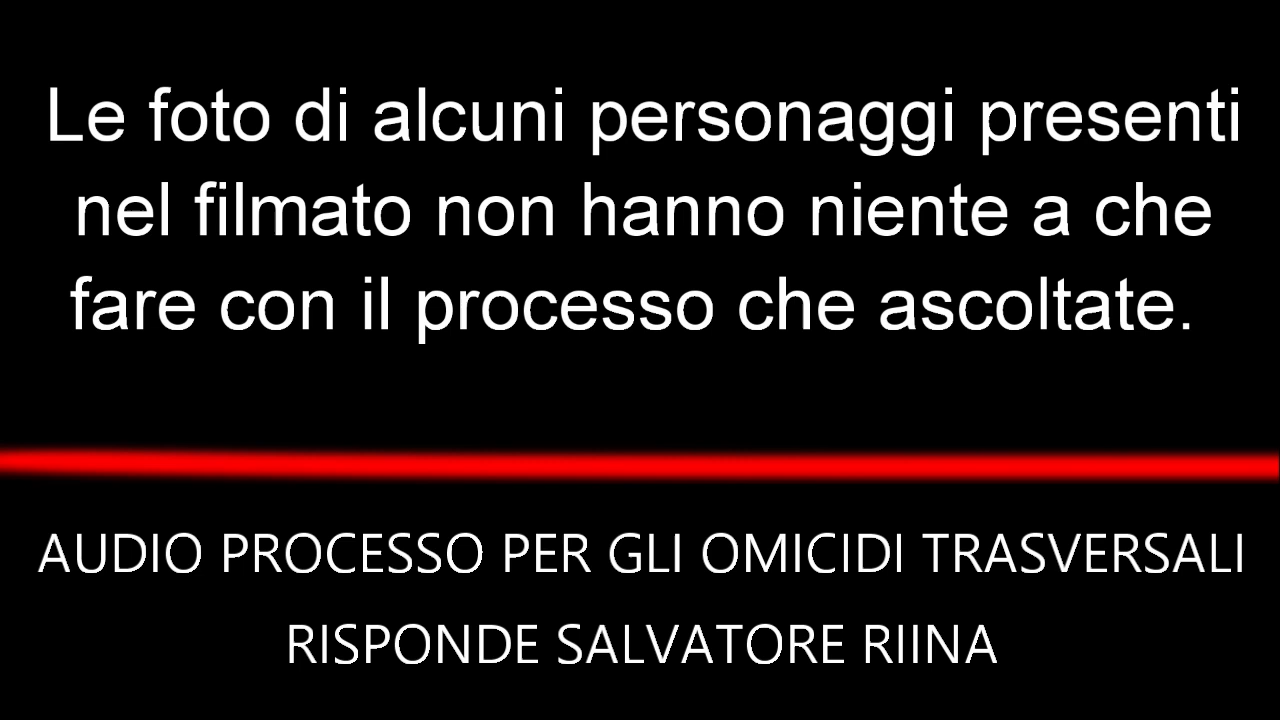 Le foto di alcuni personaggi presenti
nel filmato non hanno niente a che
fare con il processo che ascoltate.
AUDIO PROCESSO PER GLI OMICIDI TRASVERSALI
RISPONDE SALVATORE RIINA